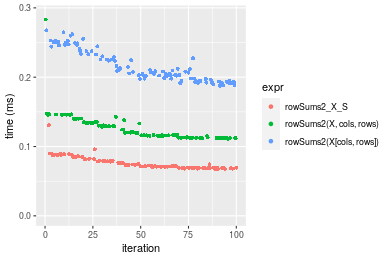 0.3
0.2
0.1
0.0
time (ms)
0
25
50
75
100
iteration
expr
rowSums2_X_S
rowSums2(X, cols, rows)
rowSums2(X[cols, rows])